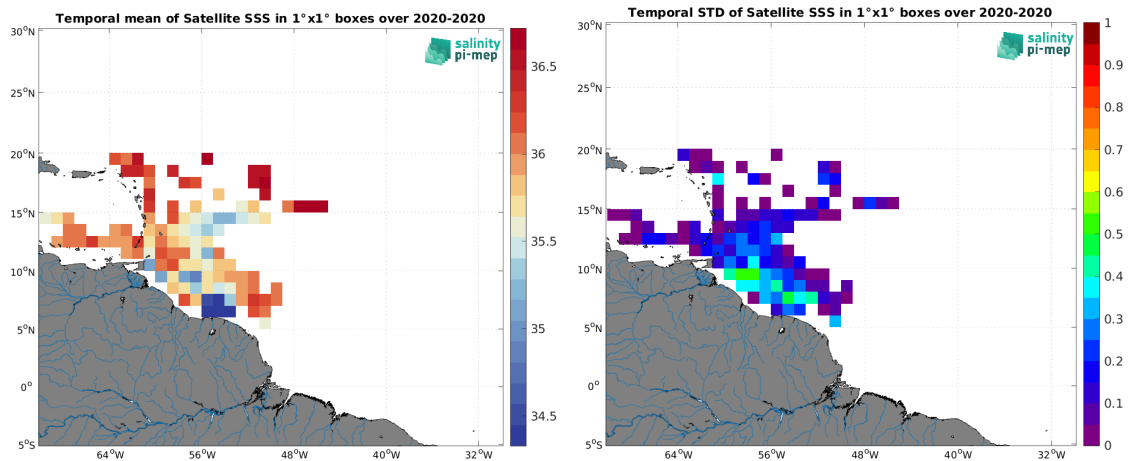 Temporal mean of Satellite SSS in 1°x1° boxes over 2020-2020
30°N
25°N
20°N
15°N
10°N
5°N
0°
5°S
64°W
56°W
48°W
40°W
32°W
salinity
pi-mep
36.5
36
35.5
35
34.5
Temporal STD of Satellite SSS in 1°x1° boxes over 2020-2020
30°N
25°N
20°N
15°N
10°N
5°N
0°
5°S
64°W
56°W
48°W
40°W
32°W
salinity
pi-mep
1
0.9
0.8
0.7
0.6
0.5
0.4
0.3
0.2
0.1
0